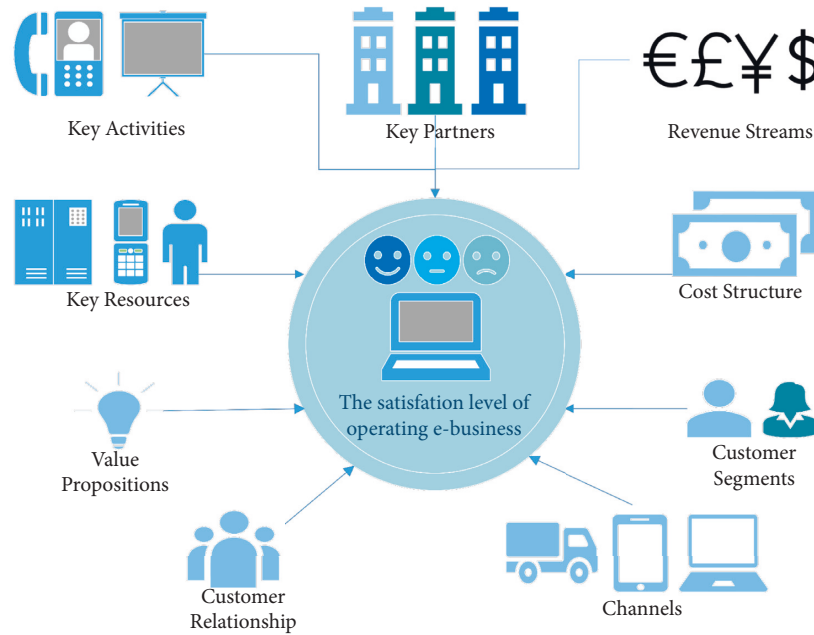 €£¥$
Key Activities
Key Partners
Revenue Streams
Key Resources
Cost Structure
The satisfation level of
operating e-business
Value
Propositions
Customer
Segments
Customer
Relationship
Channels